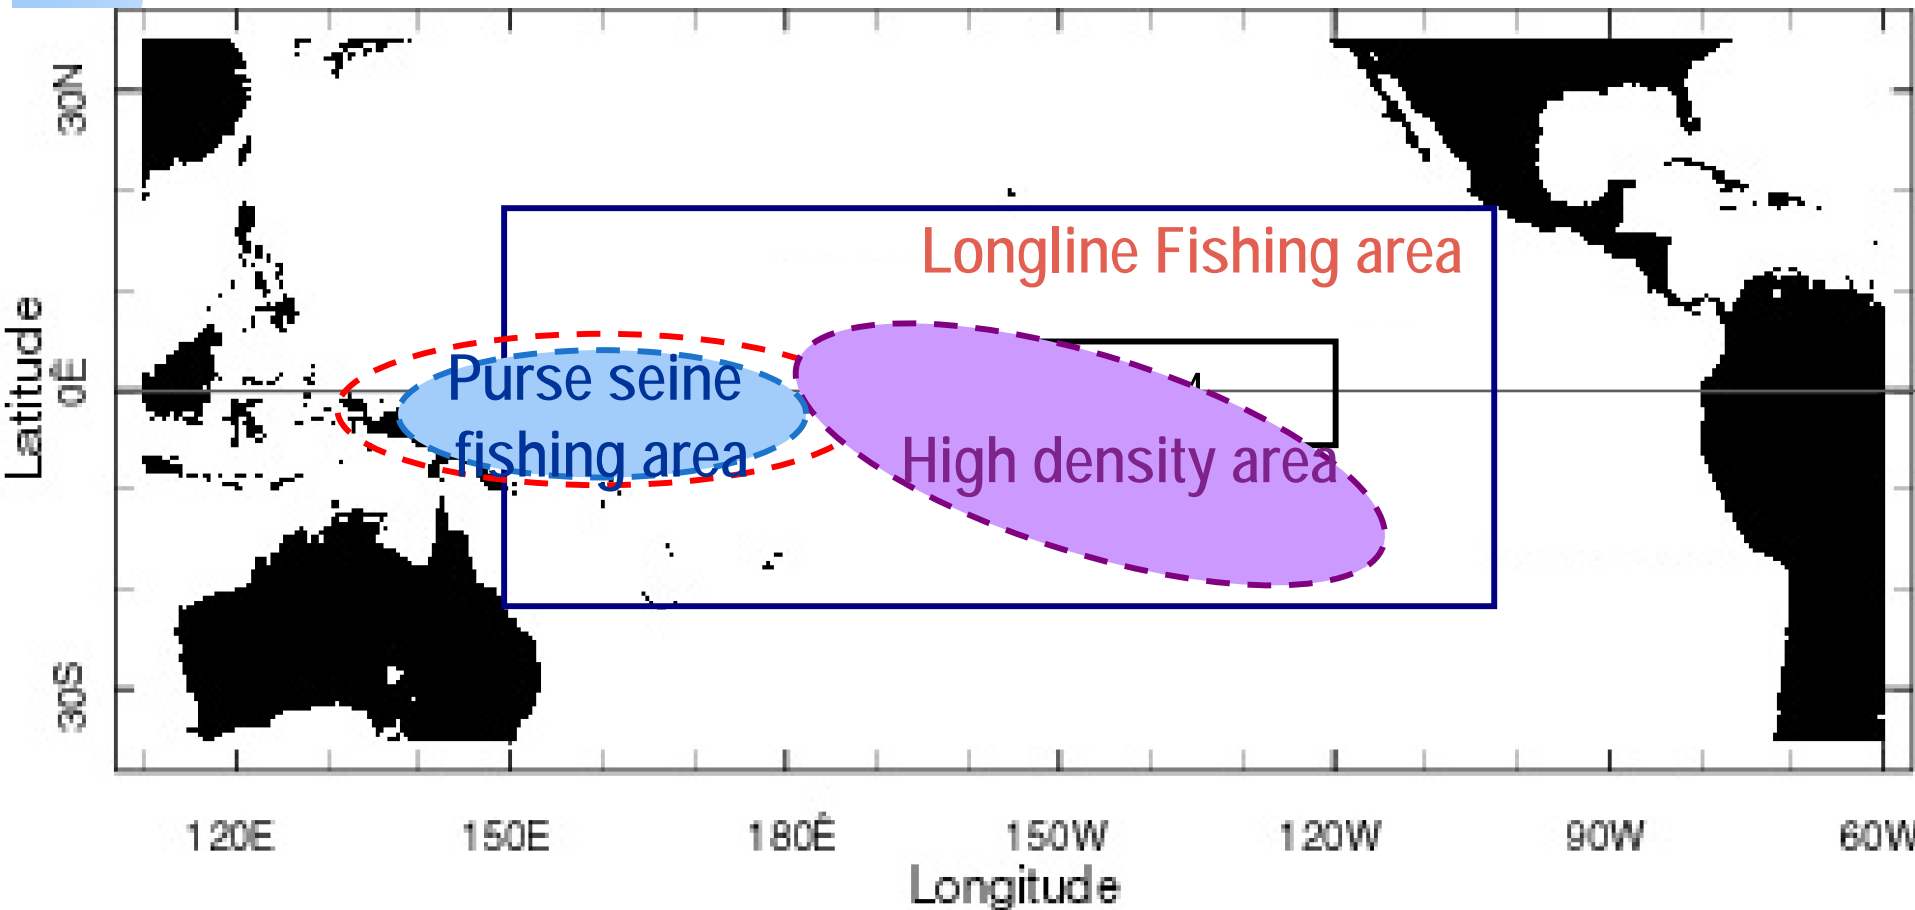 30N
Longline Fishing area
Purse seine
fishing area
High density area
Latitude
0E
30S
120E
150E
180E
150W
120W
90W
60W
Longitude